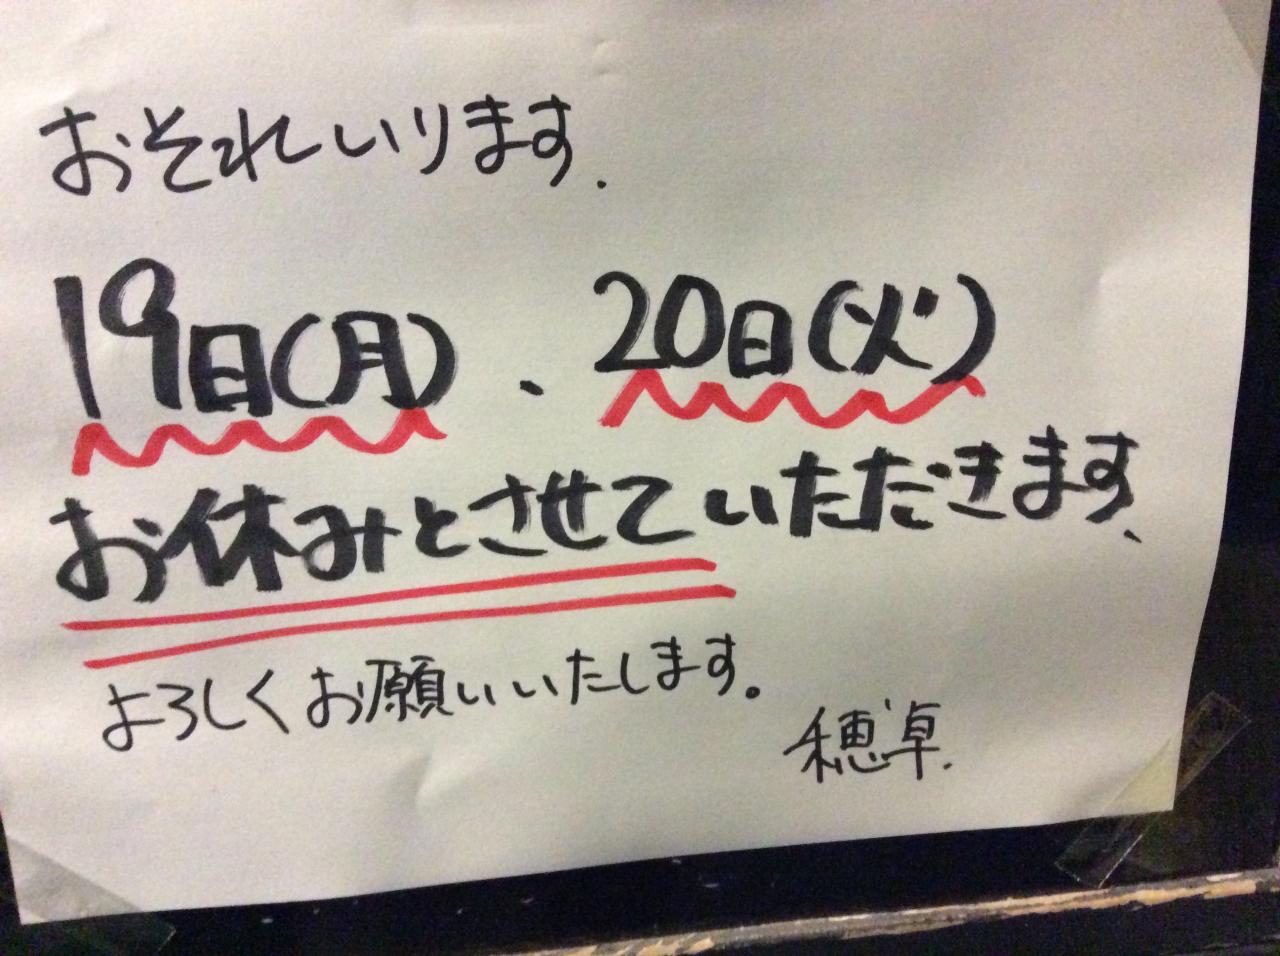 おそれいります.
19日(月)、20日(火)
お休みとさせていただきます、
よろしくお願いいたします。
穂卓.